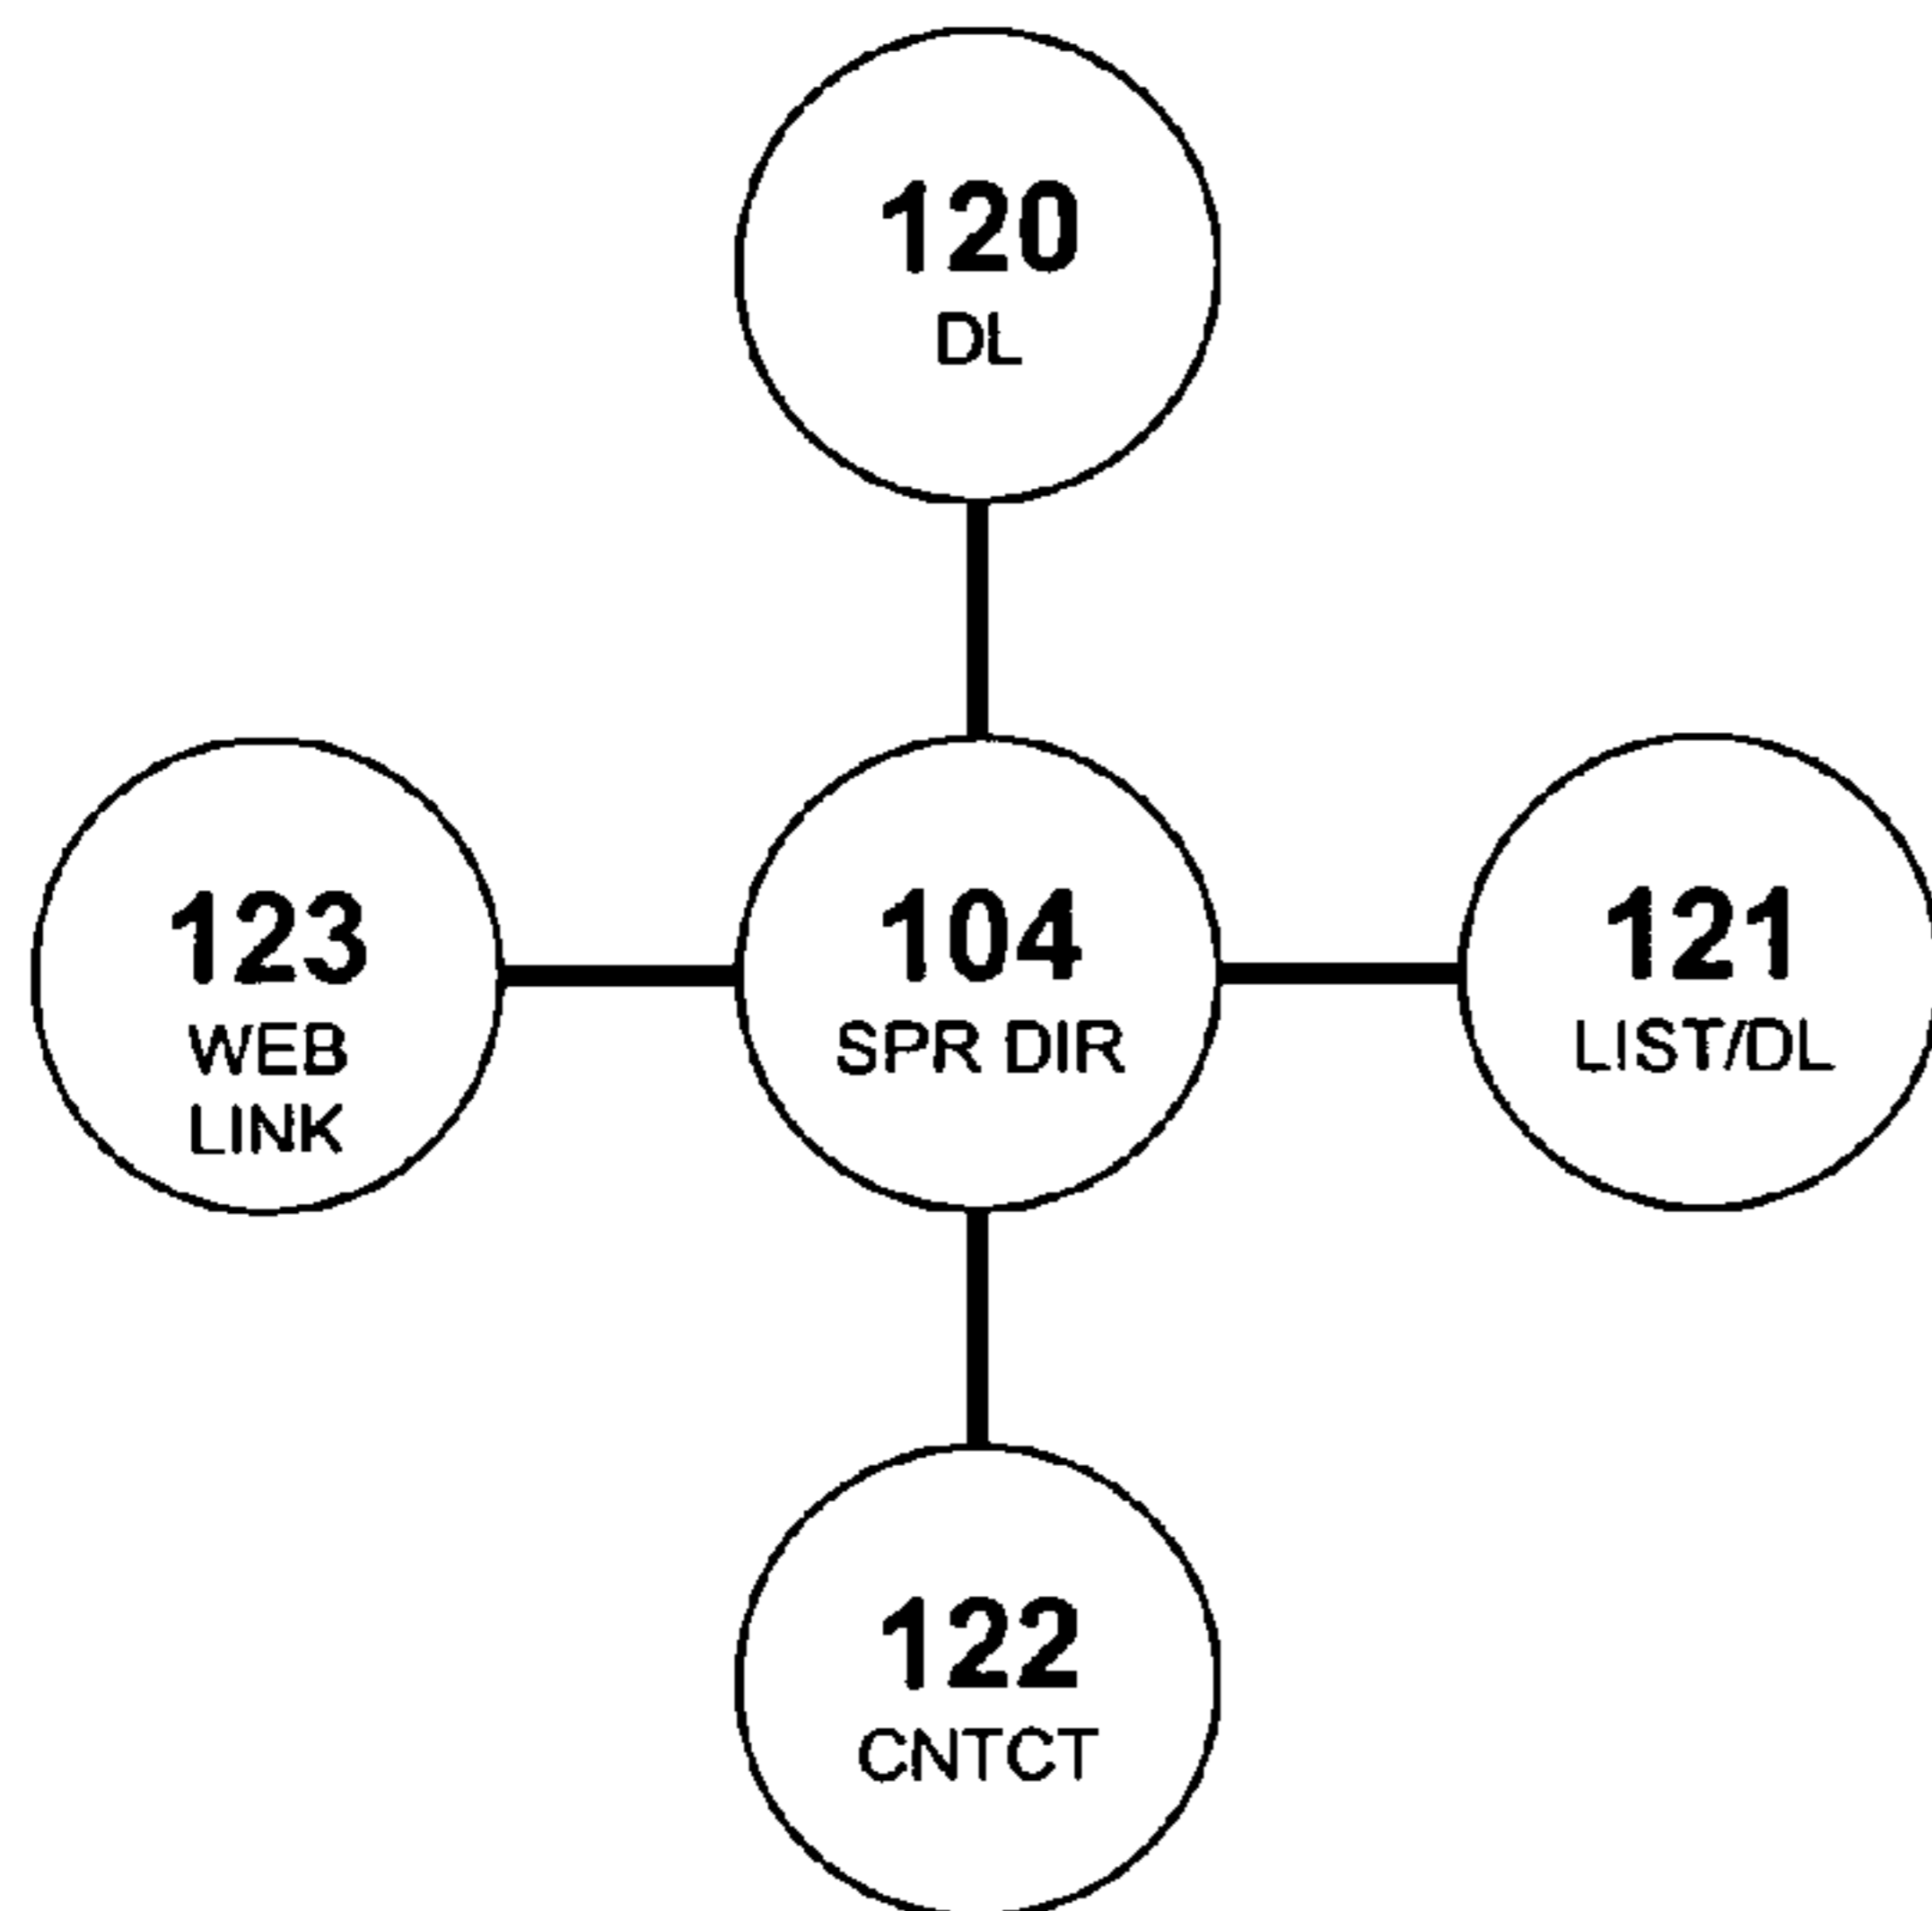 120
DL
123
WEB
LINK
104
SPR DIR
121
LIST/DL
122
CNTCT